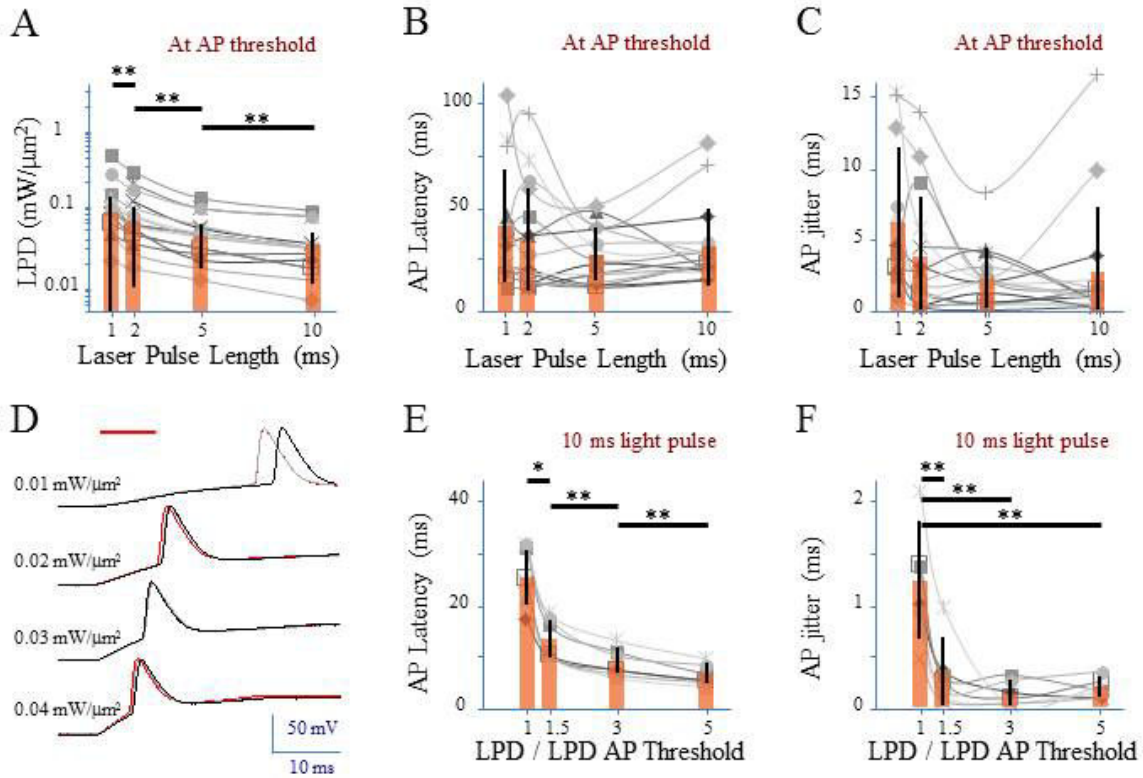 A
At AP threshold
**
**
**
LPD (mW/μm²)
1
0.1
0.01
1 2 5 10
Laser Pulse Length (ms)
B
At AP threshold
AP Latency (ms)
100
50
0
1 2 5 10
Laser Pulse Length (ms)
C
At AP threshold
AP jitter (ms)
15
10
5
0
1 2 5 10
Laser Pulse Length (ms)
D
0.01 mW/μm²
0.02 mW/μm²
0.03 mW/μm²
0.04 mW/μm²
50 mV
10 ms
E
10 ms light pulse
*
**
**
AP Latency (ms)
40
20
0
1 1.5 3 5
LPD / LPD AP Threshold
F
10 ms light pulse
**
**
**
AP jitter (ms)
2
1
0
1 1.5 3 5
LPD / LPD AP Threshold